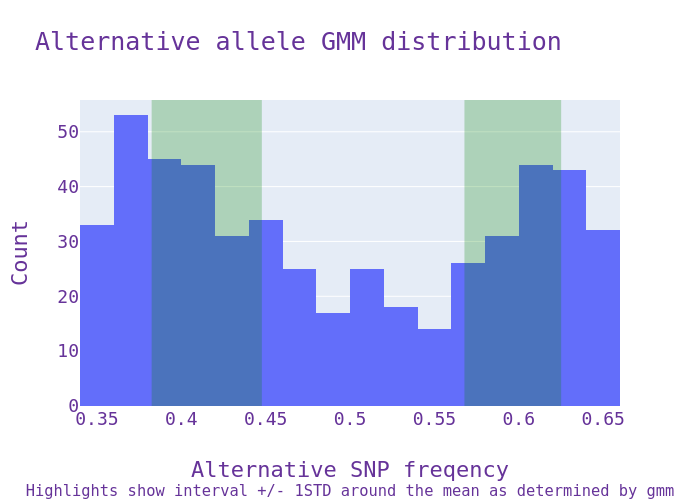 Alternative allele GMM distribution
50
40
30
20
10
0
Count
0.35 0.4 0.45 0.5 0.55 0.6 0.65
Alternative SNP freqency
Highlights show interval +/- 1STD around the mean as determined by gmm